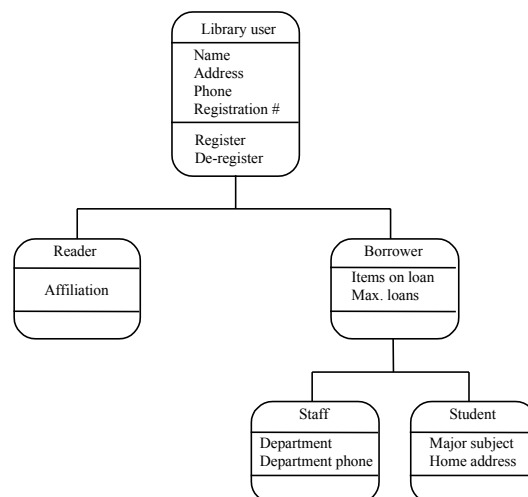 Library user
Name
Address
Phone
Registration #
Register
De-register
Reader
Affiliation
Borrower
Items on loan
Max. loans
Staff
Department
Department phone
Student
Major subject
Home address